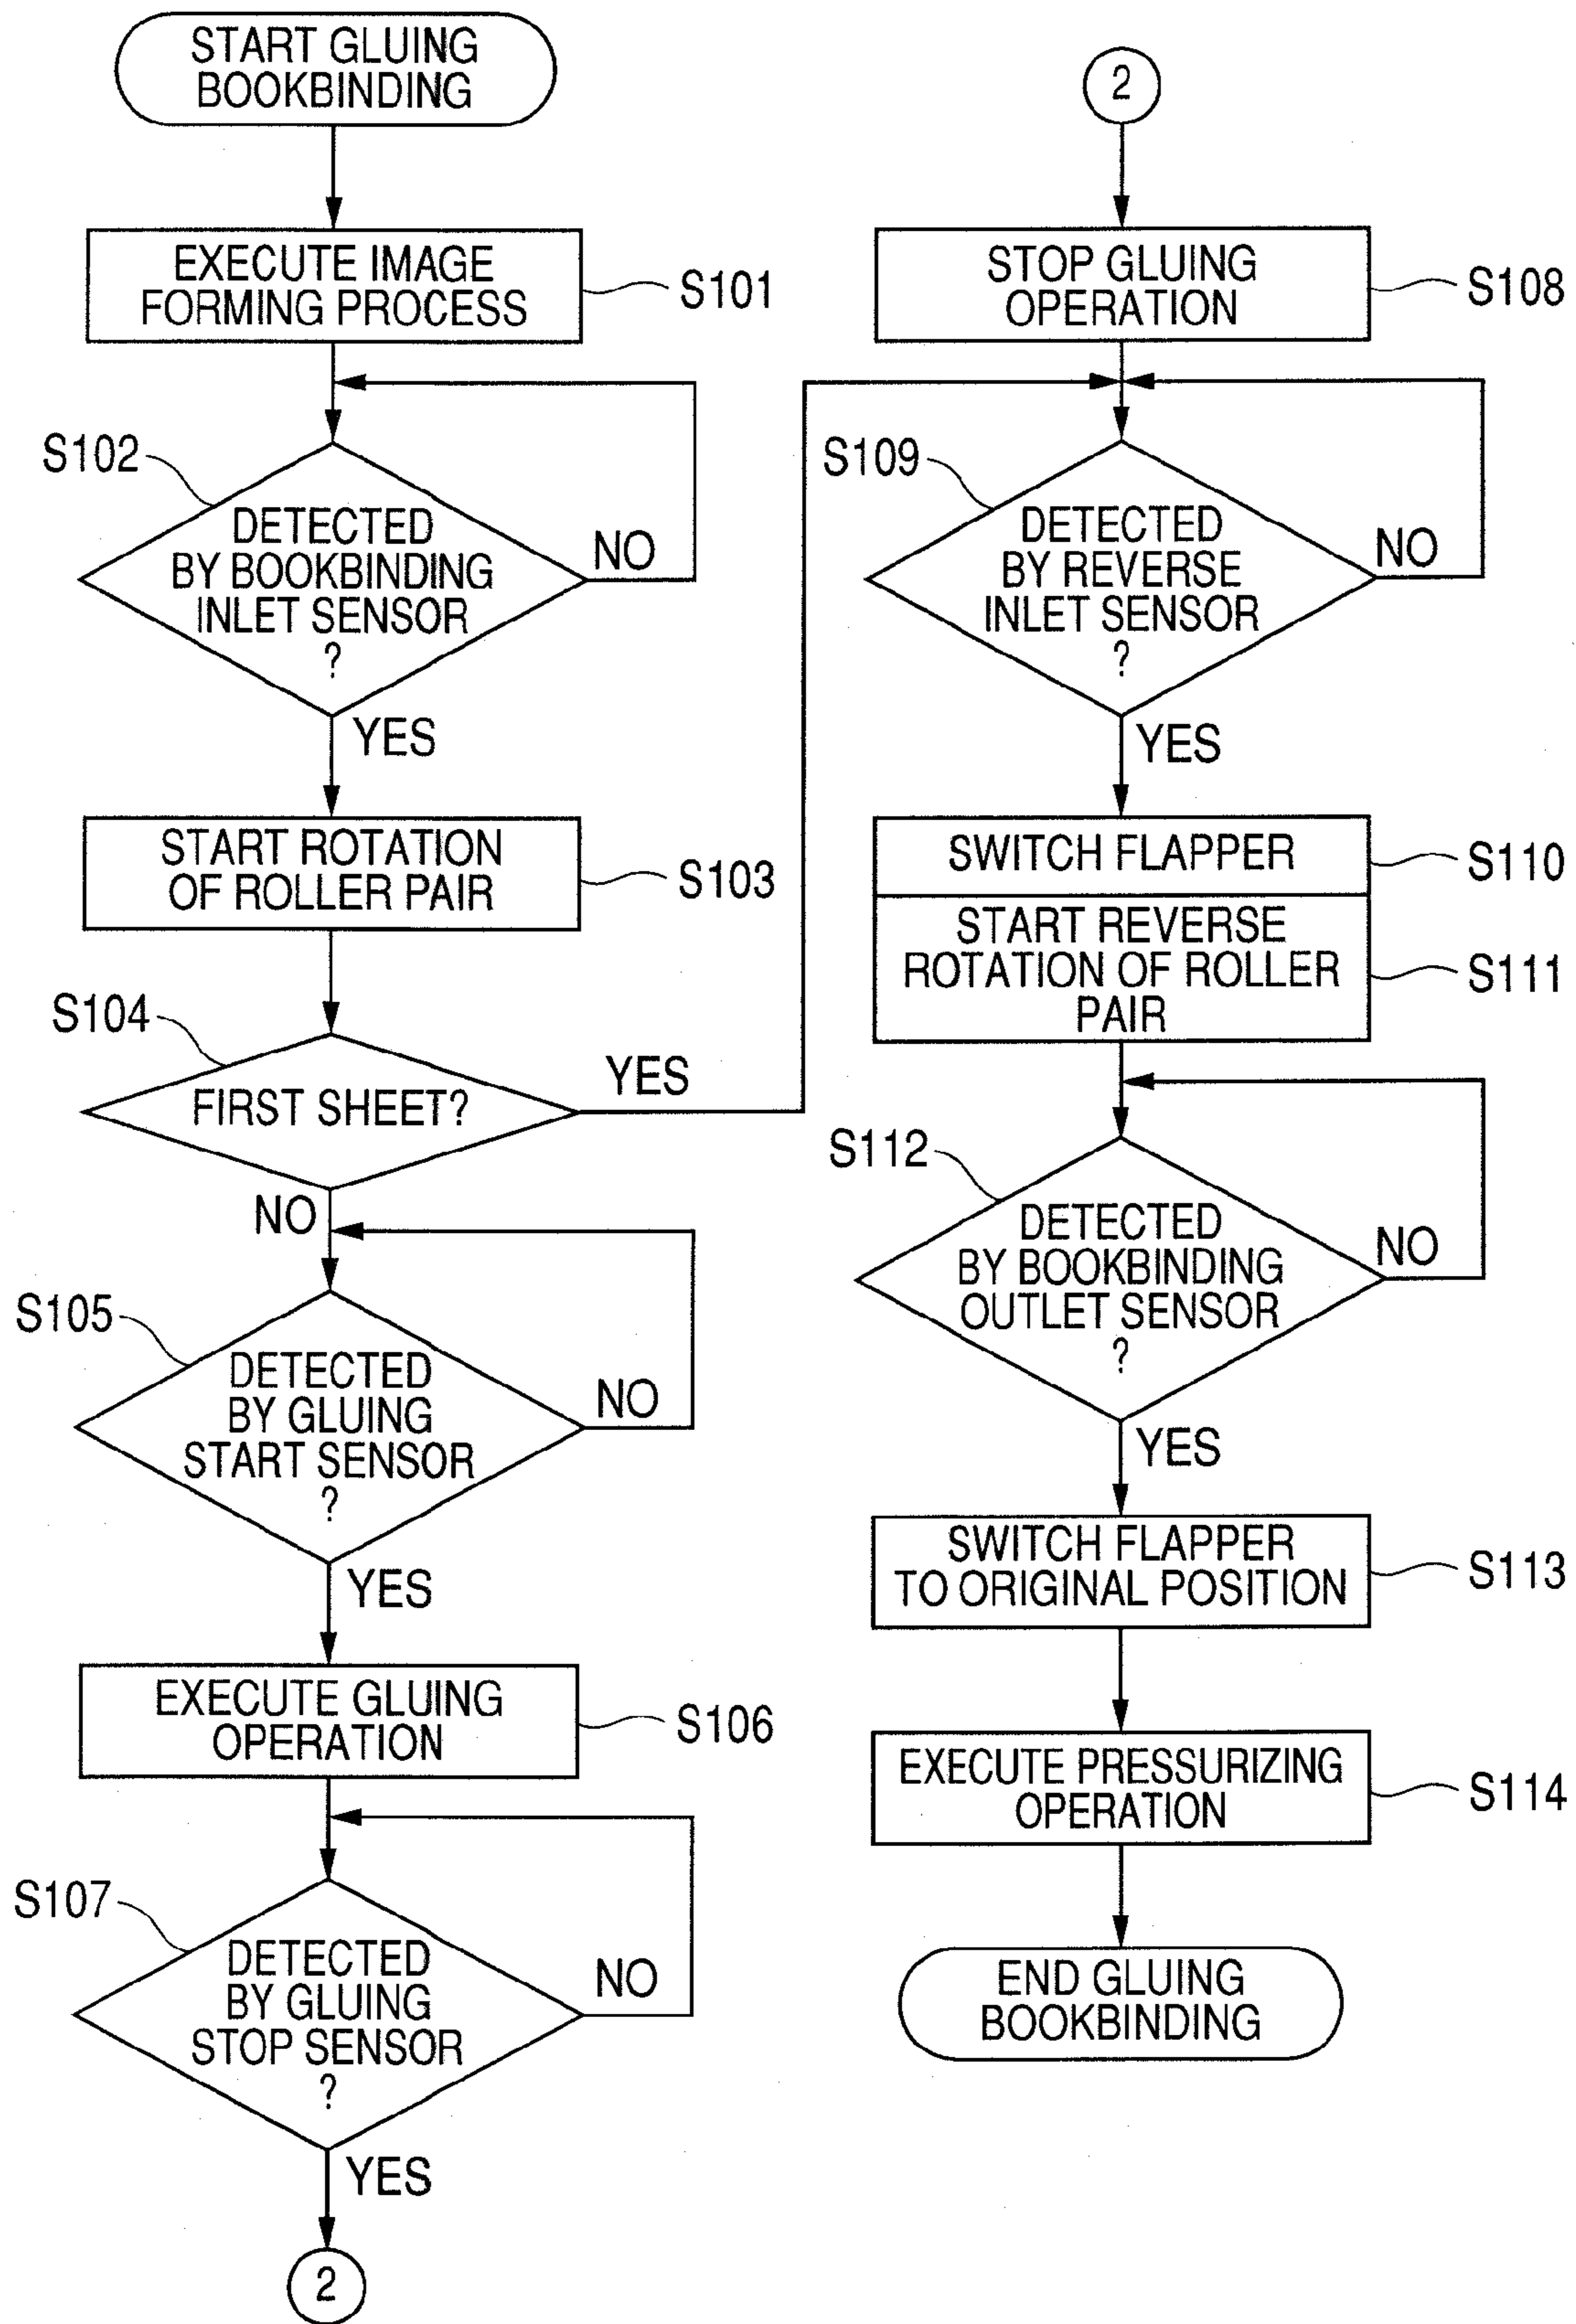 START GLUING
BOOKBINDING
EXECUTE IMAGE
FORMING PROCESS
S101
S102
DETECTED
BY BOOKBINDING
INLET SENSOR
?
NO
YES
START ROTATION
OF ROLLER PAIR
S103
S104
FIRST SHEET?
YES
NO
S105
DETECTED
BY GLUING
START SENSOR
?
NO
YES
EXECUTE GLUING
OPERATION
S106
S107
DETECTED
BY GLUING
STOP SENSOR
?
NO
YES
2
2
STOP GLUING
OPERATION
S108
S109
DETECTED
BY REVERSE
INLET SENSOR
?
NO
YES
SWITCH FLAPPER
S110
START REVERSE
ROTATION OF ROLLER
PAIR
S111
S112
DETECTED
BY BOOKBINDING
OUTLET SENSOR
?
NO
YES
SWITCH FLAPPER
TO ORIGINAL POSITION
S113
EXECUTE PRESSURIZING
OPERATION
S114
END GLUING
BOOKBINDING